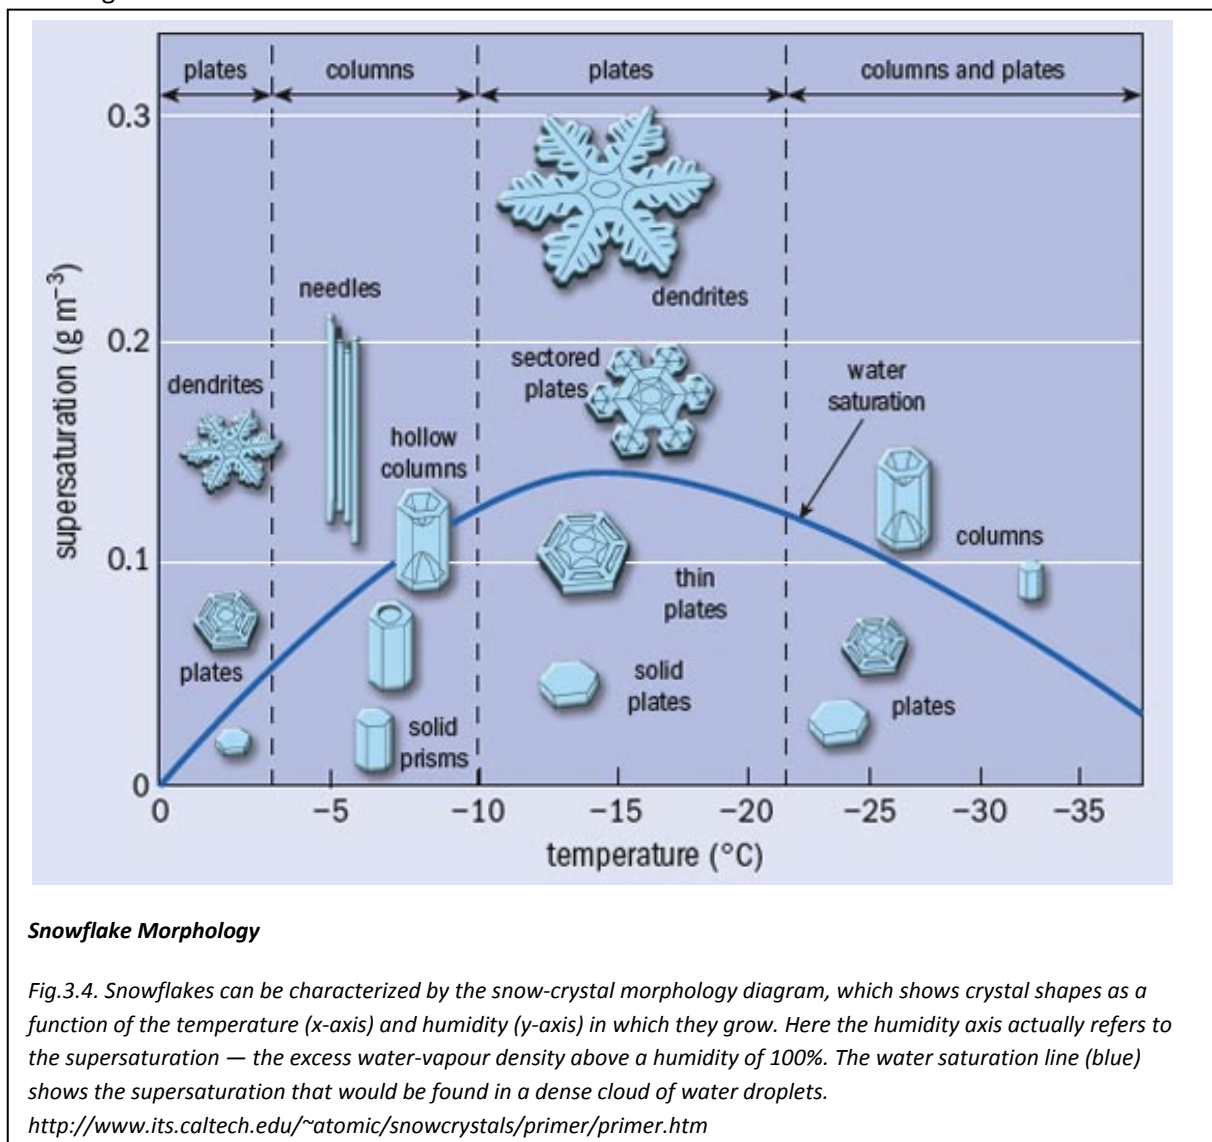 plates
columns
plates
columns and plates
0.3
needles
dendrites
0.2
sectored
plates
water
saturation
dendrites
hollow
columns
supersaturation (g m⁻³)
columns
0.1
thin
plates
plates
solid
plates
plates
solid
prisms
0
0
−5
−10
−15
−20
−25
−30
−35
temperature (°C)
Snowflake Morphology
Fig.3.4. Snowflakes can be characterized by the snow-crystal morphology diagram, which shows crystal shapes as a
function of the temperature (x-axis) and humidity (y-axis) in which they grow. Here the humidity axis actually refers to
the supersaturation — the excess water-vapour density above a humidity of 100%. The water saturation line (blue)
shows the supersaturation that would be found in a dense cloud of water droplets.
http://www.its.caltech.edu/~atomic/snowcrystals/primer/primer.htm